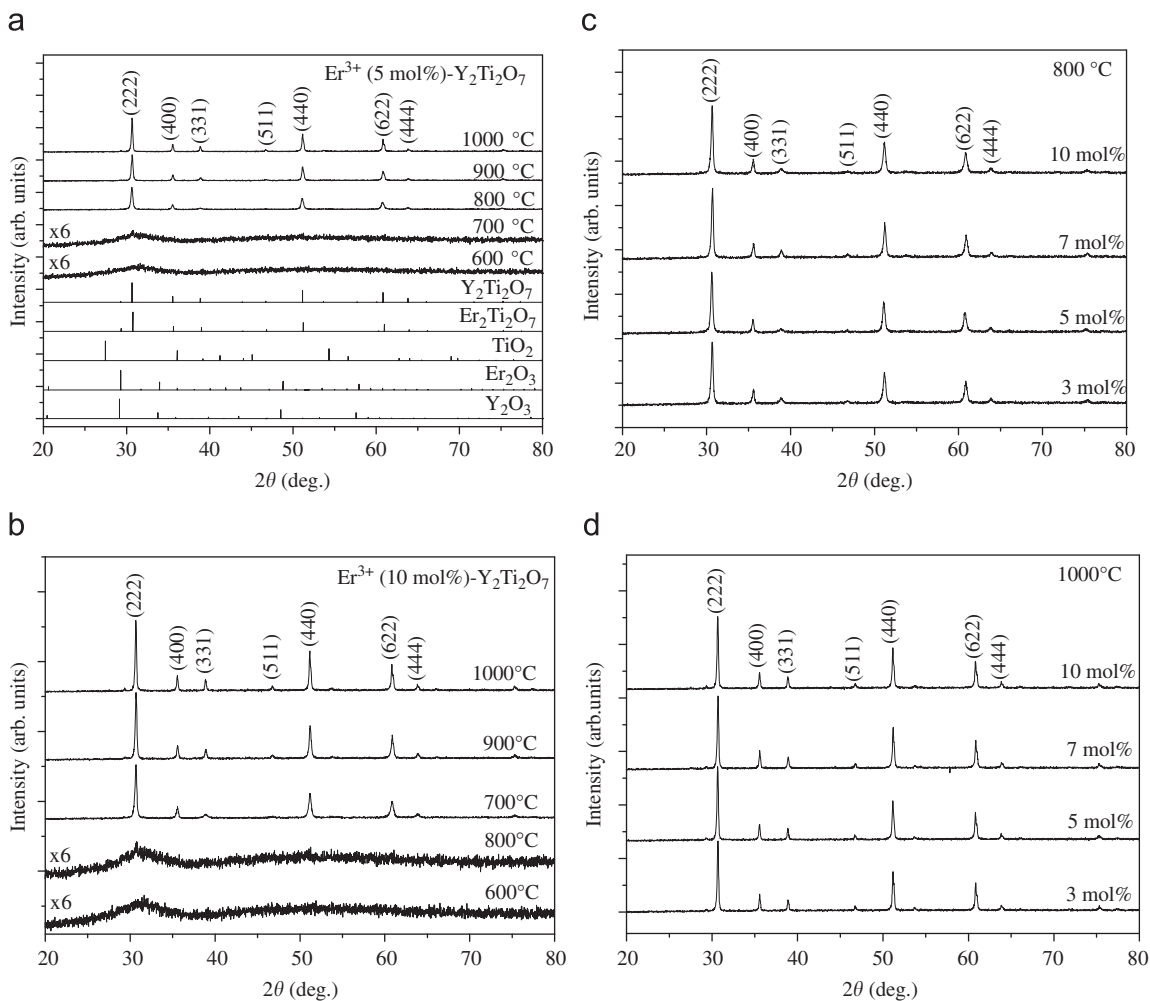 a
Er³⁺ (5 mol%)-Y₂Ti₂O₇
(222)
(400)
(331)
(511)
(440)
(622)
(444)
1000 °C
900 °C
800 °C
x6
700 °C
x6
600 °C
Y₂Ti₂O₇
Er₂Ti₂O₇
TiO₂
Er₂O₃
Y₂O₃
Intensity (arb. units)
20 30 40 50 60 70 80
2θ (deg.)
c
800 °C
(222)
(400)
(331)
(511)
(440)
(622)
(444)
10 mol%
7 mol%
5 mol%
3 mol%
Intensity (arb. units)
20 30 40 50 60 70 80
2θ (deg.)
b
Er³⁺ (10 mol%)-Y₂Ti₂O₇
(222)
(400)
(331)
(511)
(440)
(622)
(444)
1000°C
900°C
700°C
x6
800°C
x6
600°C
Intensity (arb. units)
20 30 40 50 60 70 80
2θ (deg.)
d
1000°C
(222)
(400)
(331)
(511)
(440)
(622)
(444)
10 mol%
7 mol%
5 mol%
3 mol%
Intensity (arb.units)
20 30 40 50 60 70 80
2θ (deg.)